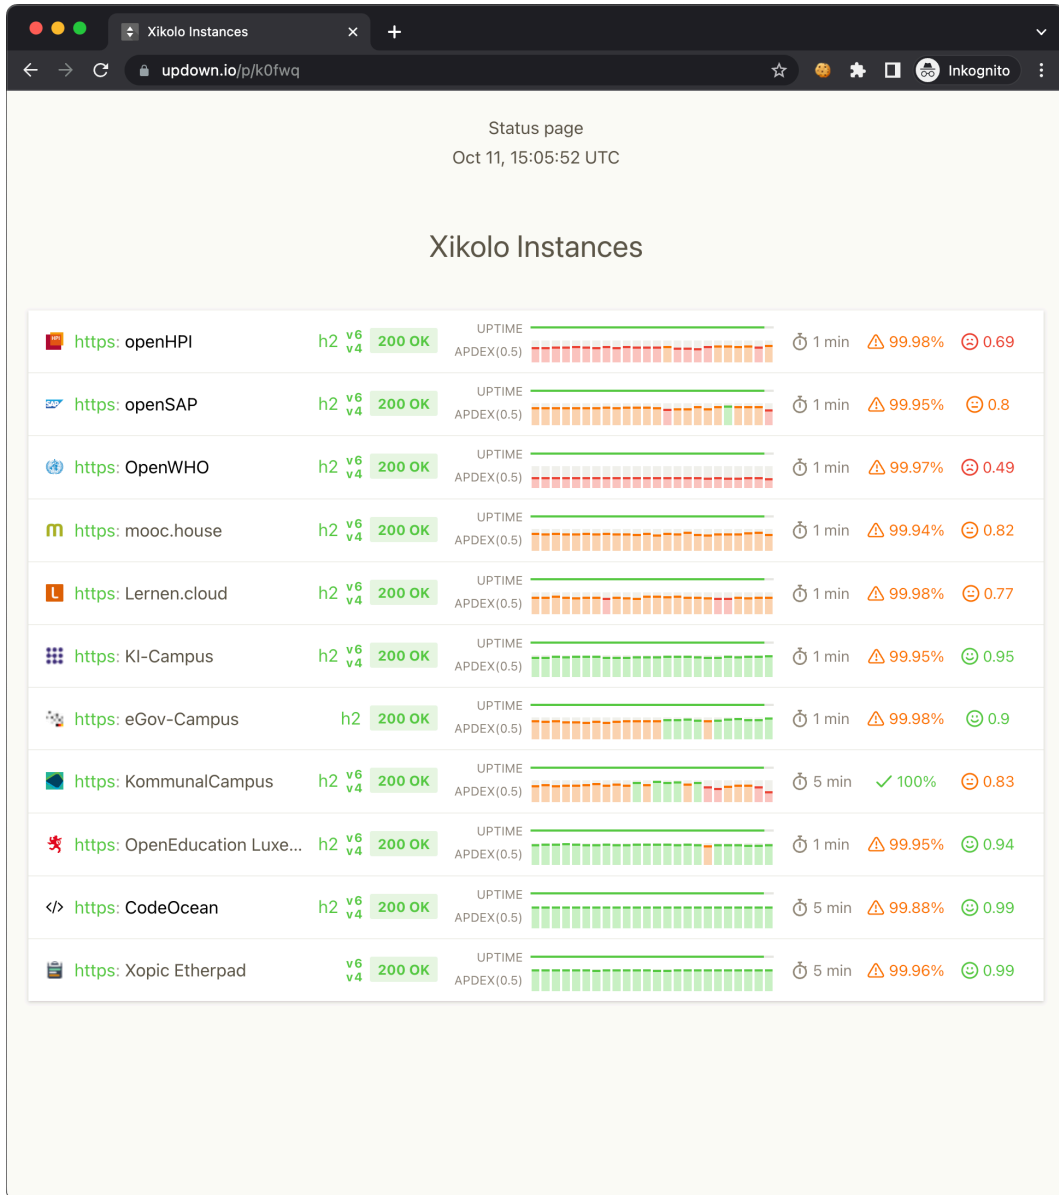 Xikolo Instances
updown.io/p/k0fwq
Inkognito
Status page
Oct 11, 15:05:52 UTC
Xikolo Instances
HPI https: openHPI h2 v6 v4 200 OK UPTIME APDEX(0.5) 1 min 99.98% 0.69
SAP https: openSAP h2 v6 v4 200 OK UPTIME APDEX(0.5) 1 min 99.95% 0.8
https: OpenWHO h2 v6 v4 200 OK UPTIME APDEX(0.5) 1 min 99.97% 0.49
m https: mooc.house h2 v6 v4 200 OK UPTIME APDEX(0.5) 1 min 99.94% 0.82
L https: Lernen.cloud h2 v6 v4 200 OK UPTIME APDEX(0.5) 1 min 99.98% 0.77
https: KI-Campus h2 v6 v4 200 OK UPTIME APDEX(0.5) 1 min 99.95% 0.95
https: eGov-Campus h2 200 OK UPTIME APDEX(0.5) 1 min 99.98% 0.9
https: KommunalCampus h2 v6 v4 200 OK UPTIME APDEX(0.5) 5 min 100% 0.83
https: OpenEducation Luxe... h2 v6 v4 200 OK UPTIME APDEX(0.5) 1 min 99.95% 0.94
</> https: CodeOcean h2 v6 v4 200 OK UPTIME APDEX(0.5) 5 min 99.88% 0.99
https: Xopic Etherpad v6 v4 200 OK UPTIME APDEX(0.5) 5 min 99.96% 0.99